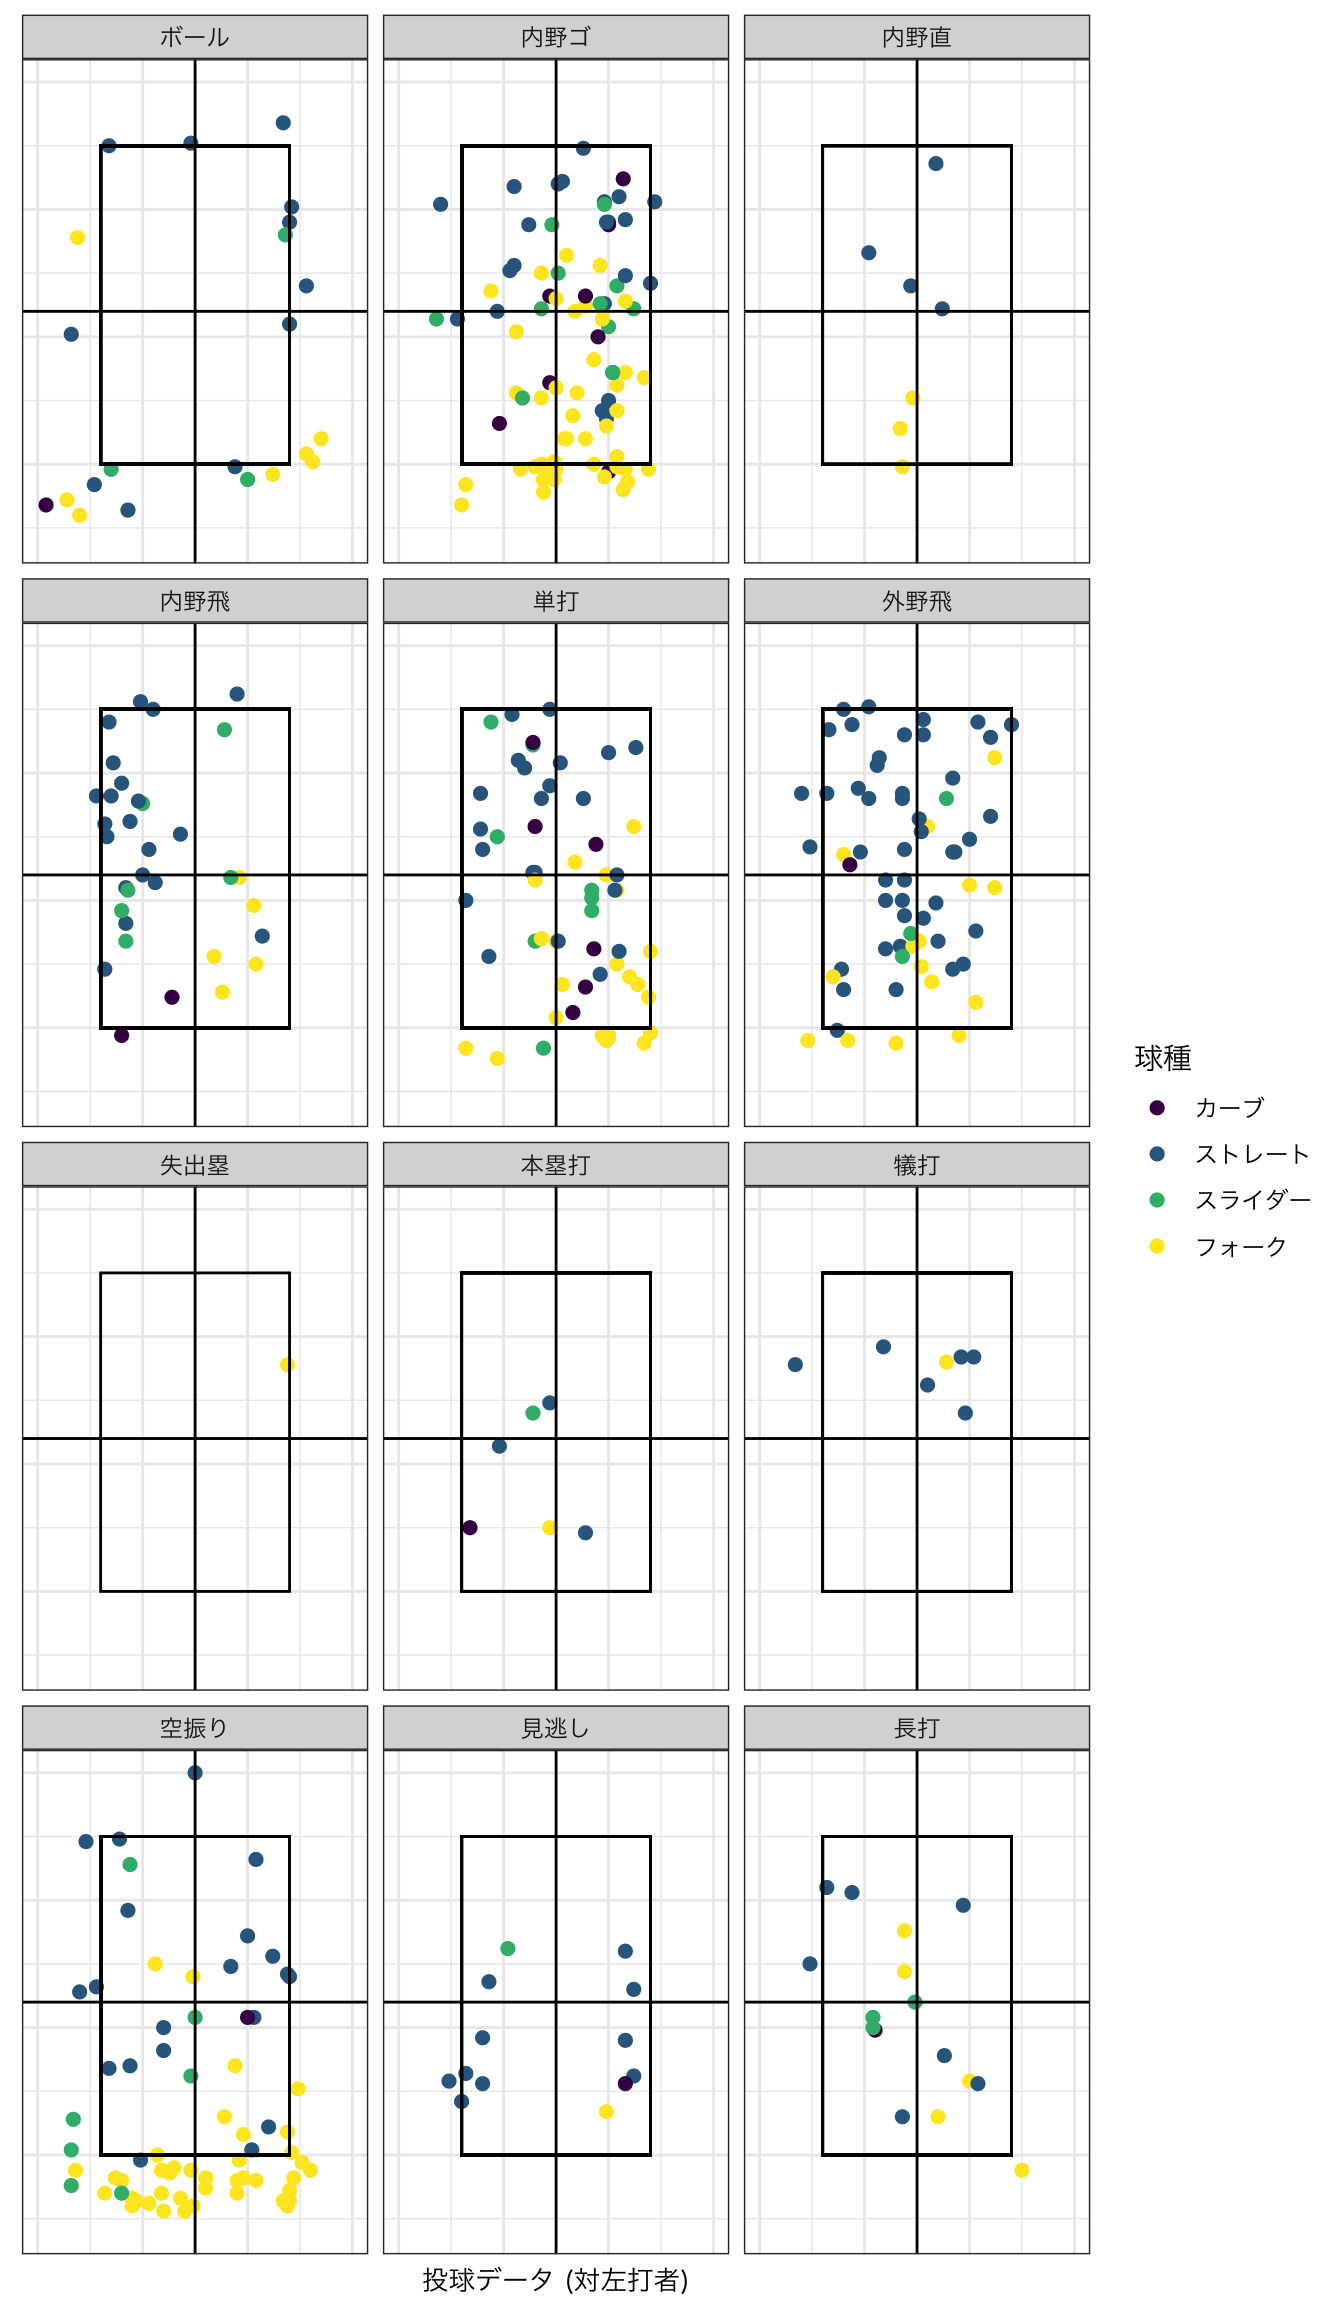 ボール
内野ゴ
内野直
内野飛
単打
外野飛
失出塁
本塁打
犠打
空振り
見逃し
長打
球種
カーブ
ストレート
スライダー
フォーク
投球データ (対左打者)